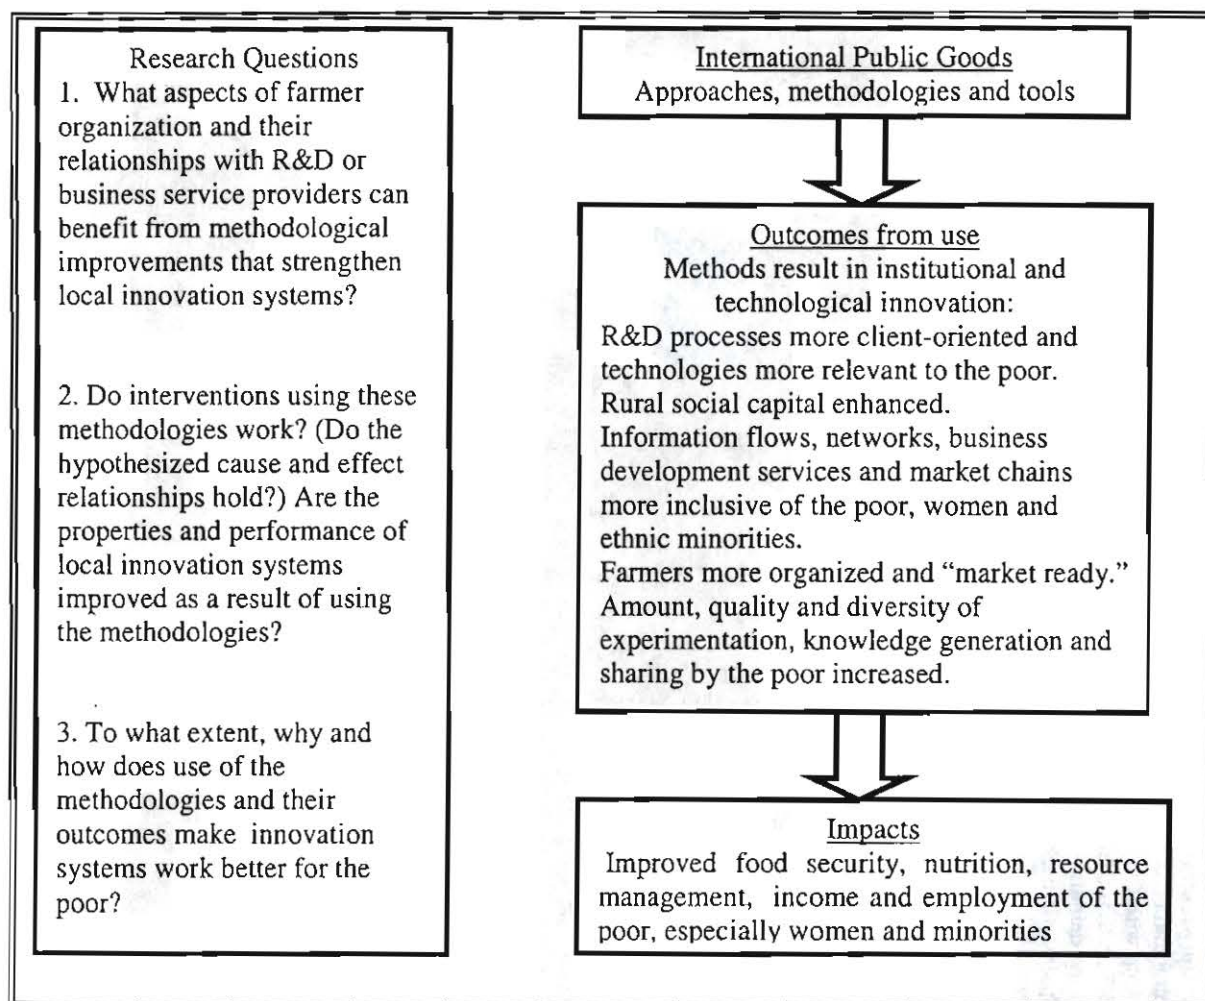 Research Questions
1. What aspects of farmer
organization and their
relationships with R&D or
business service providers can
benefit from methodological
improvements that strengthen
local innovation systems?
2. Do interventions using these
methodologies work? (Do the
hypothesized cause and effect
relationships hold?) Are the
properties and performance of
local innovation systems
improved as a result of using
the methodologies?
3. To what extent, why and
how does use of the
methodologies and their
outcomes make innovation
systems work better for the
poor?
International Public Goods
Approaches, methodologies and tools
Outcomes from use
Methods result in institutional and
technological innovation:
R&D processes more client-oriented and
technologies more relevant to the poor.
Rural social capital enhanced.
Information flows, networks, business
development services and market chains
more inclusive of the poor, women and
ethnic minorities.
Farmers more organized and “market ready.”
Amount, quality and diversity of
experimentation, knowledge generation and
sharing by the poor increased.
Impacts
Improved food security, nutrition, resource
management, income and employment of the
poor, especially women and minorities